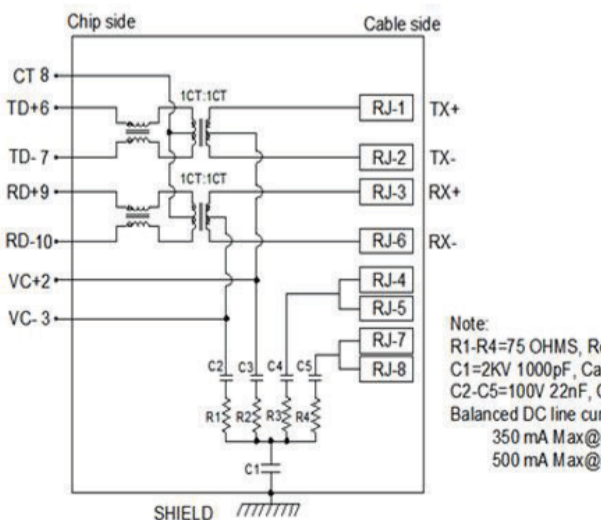 Chip side
Cable side
CT 8
TD+6
1CT:1CT
RJ-1 TX+
TD- 7
RJ-2 TX-
RD+9
1CT:1CT
RJ-3 RX+
RD-10
RJ-6 RX-
VC+2
RJ-4
RJ-5
VC- 3
RJ-7
RJ-8
C2 C3 C4 C5
R1 R2 R3 R4
C1
SHIELD
Note:
R1-R4=75 OHMS,
C1=2KV 1000pF,
C2-C5=100V 22nF,
Balanced DC line
350 mA Max@
500 mA Max@